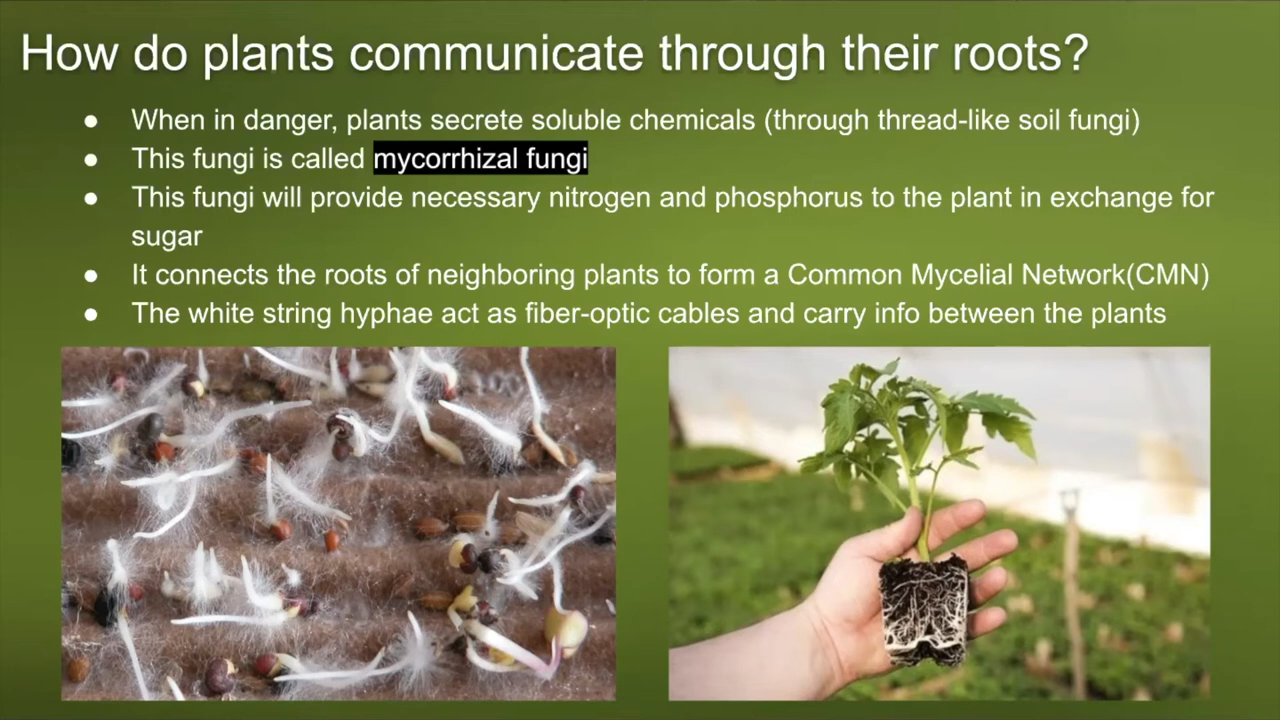 How do plants communicate through their roots?
● When in danger, plants secrete soluble chemicals (through thread-like soil fungi)
● This fungi is called mycorrhizal fungi
● This fungi will provide necessary nitrogen and phosphorus to the plant in exchange for
sugar
● It connects the roots of neighboring plants to form a Common Mycelial Network(CMN)
● The white string hyphae act as fiber-optic cables and carry info between the plants